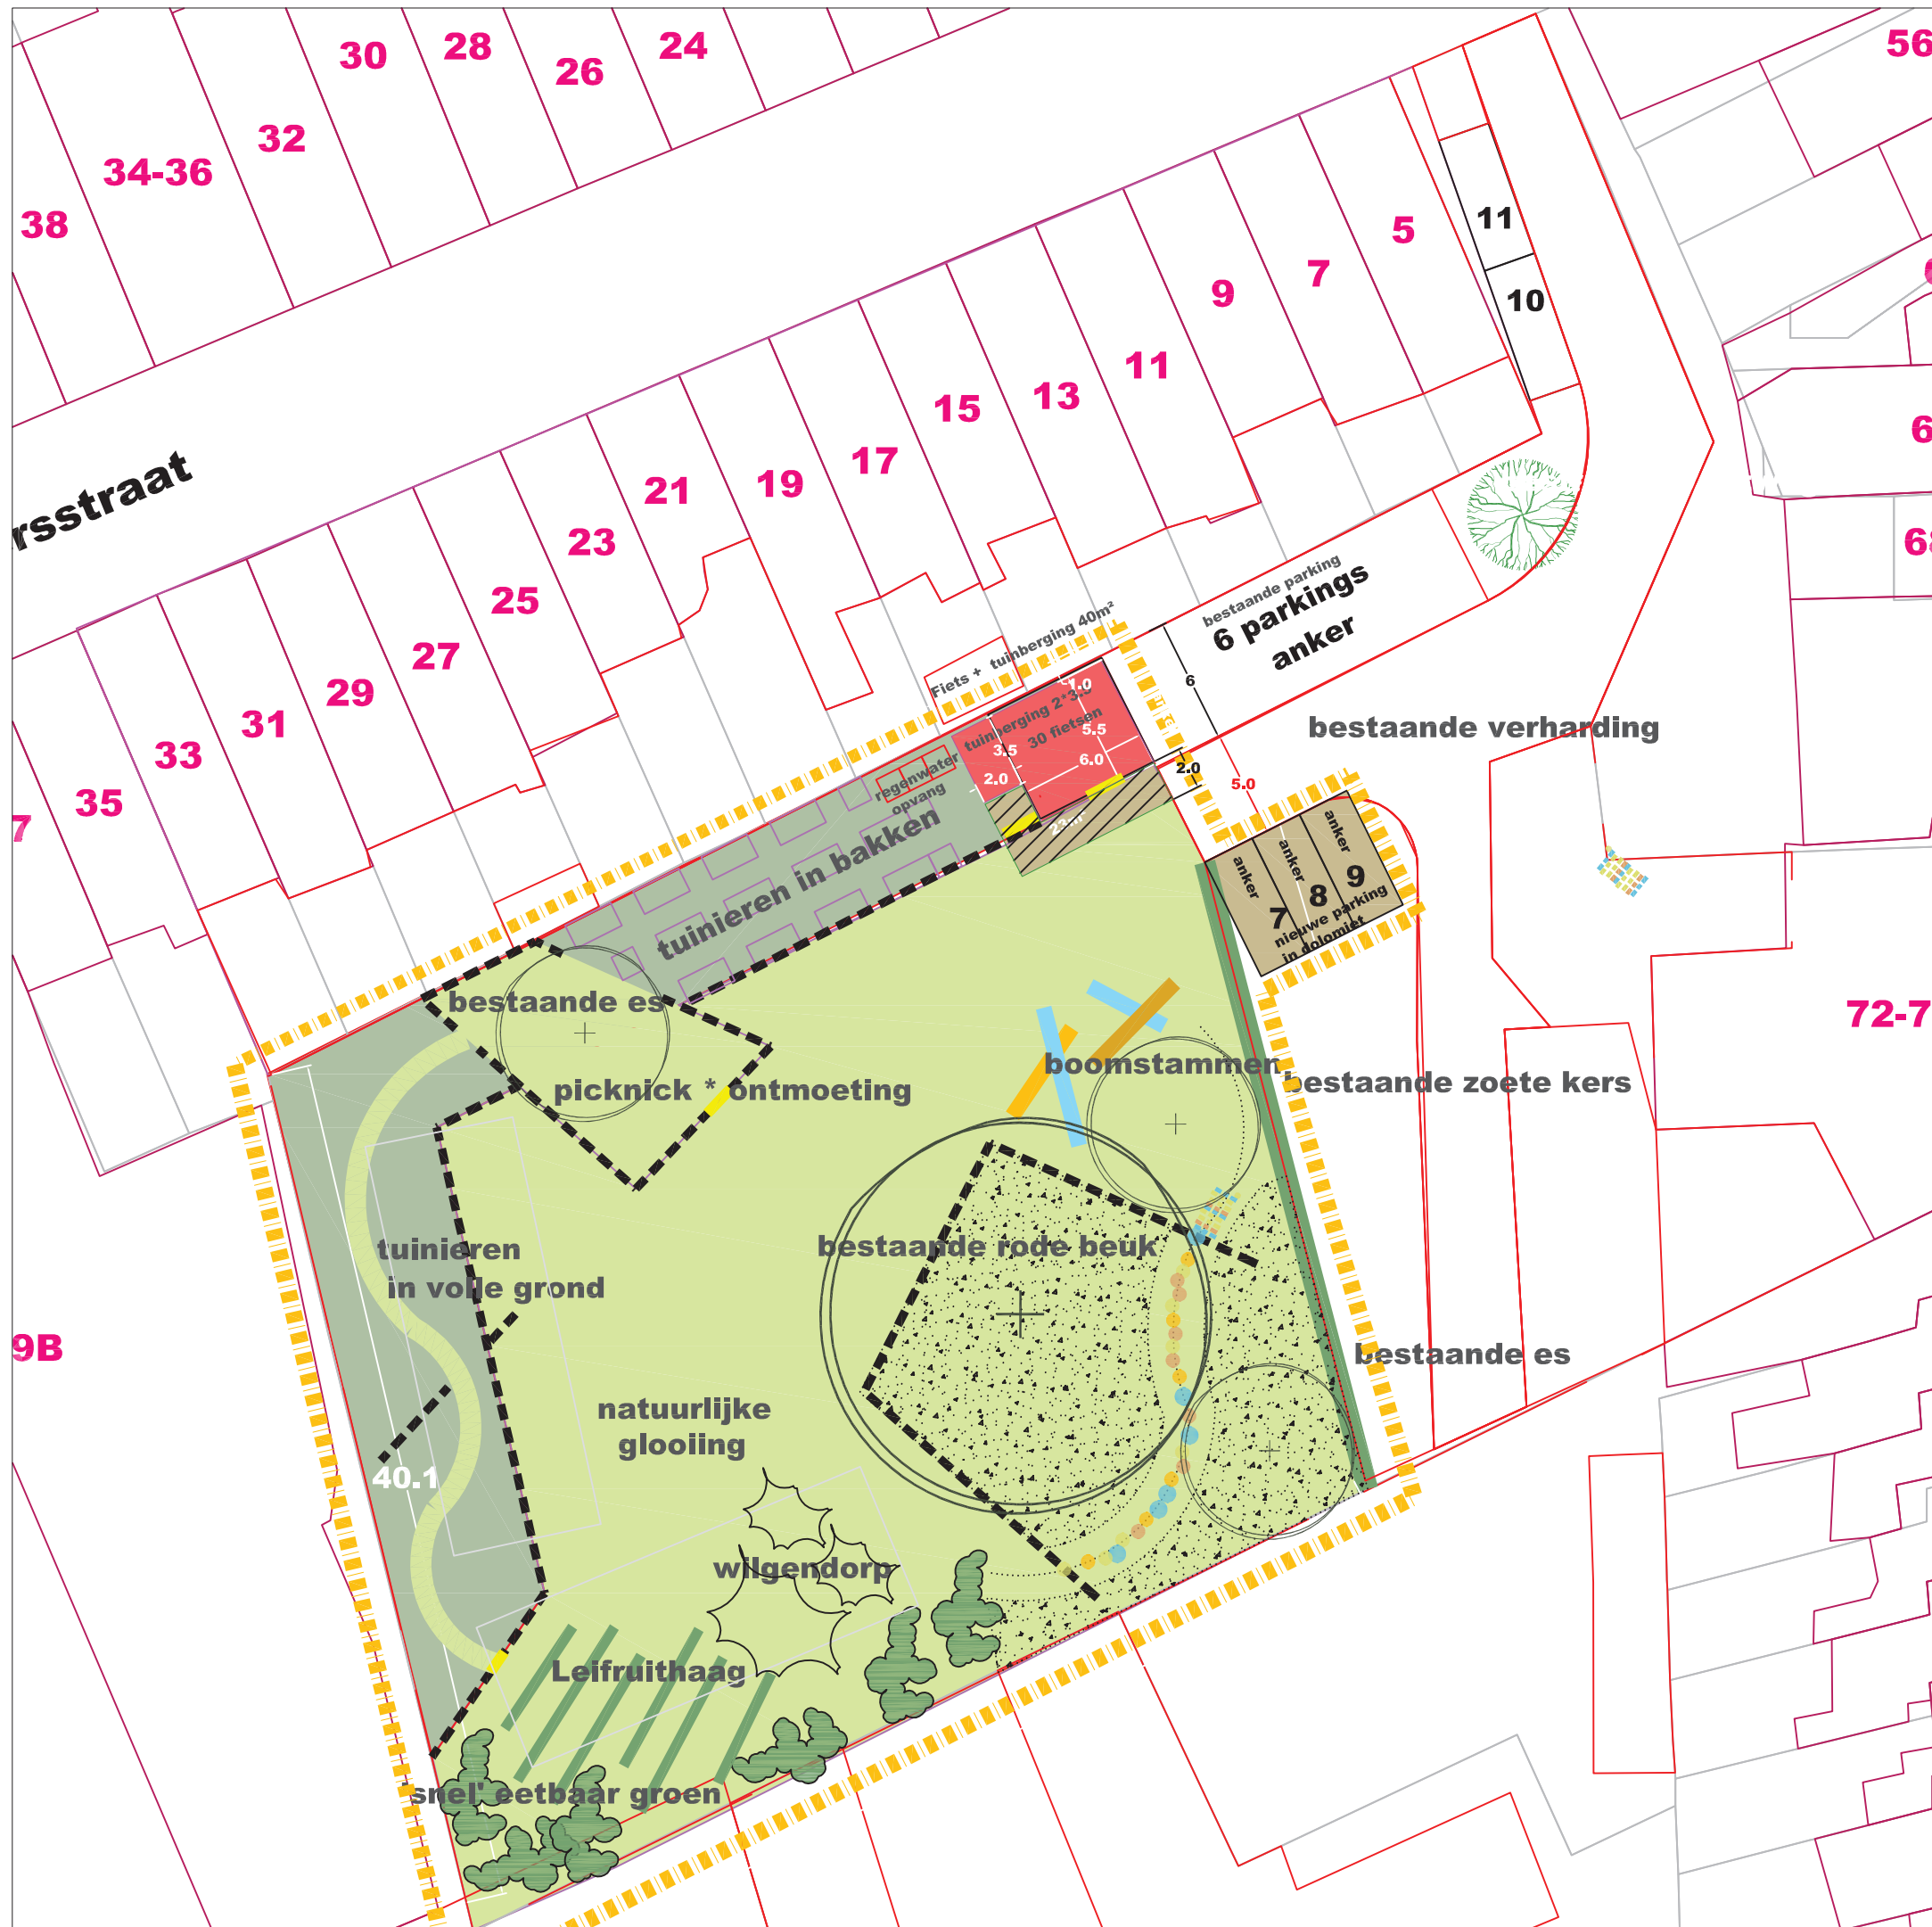 30
28
26
24
56
34-36
32
38
11
10
5
7
9
11
13
15
17
19
21
23
25
27
29
31
33
35
7
rsstraat
bestaande parking
6 parkings
anker
Fiets + tuinberging 40m²
1.0
30 fietsen
5.5
3.5
6.0
2.0
6
2.0
5.0
bestaande verharding
regenwater
opvang
tuinieren in bakken
anker
7
anker
8
anker
9
nieuwe parking
in dolomiet
72-7
bestaande es
picknick * ontmoeting
boomstammen
bestaande zoete kers
tuinieren
in volle grond
bestaande rode beuk
9B
bestaande es
natuurlijke
glooiing
40.1
wilgendorp
Leifruithaag
'snel' eetbaar groen